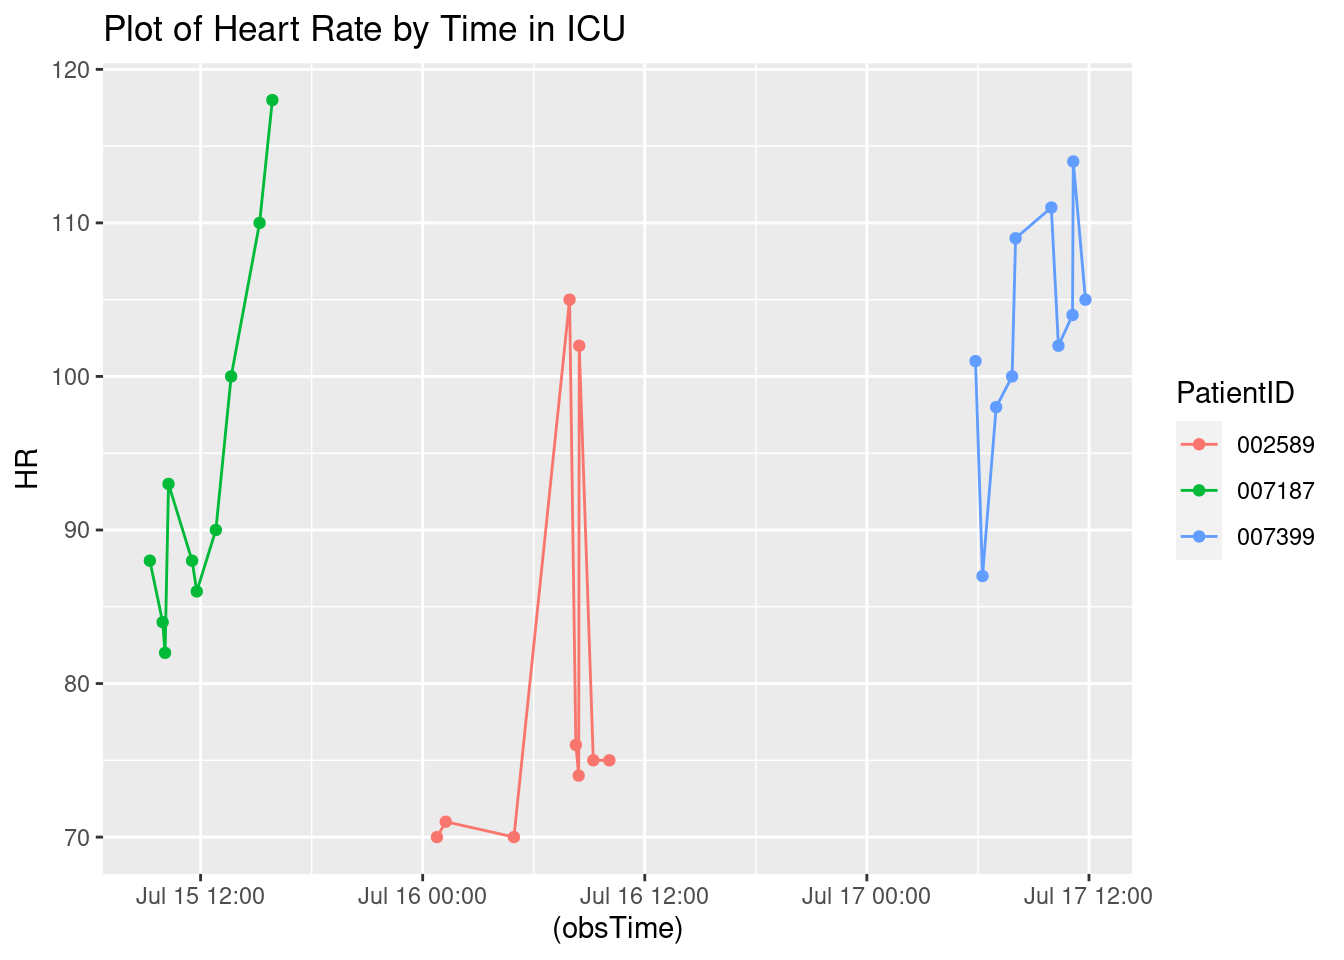 Plot of Heart Rate by Time in ICU
120
110
100
90
80
70
HR
Jul 15 12:00 Jul 16 00:00 Jul 16 12:00 Jul 17 00:00 Jul 17 12:00
(obsTime)
PatientID
002589
007187
007399